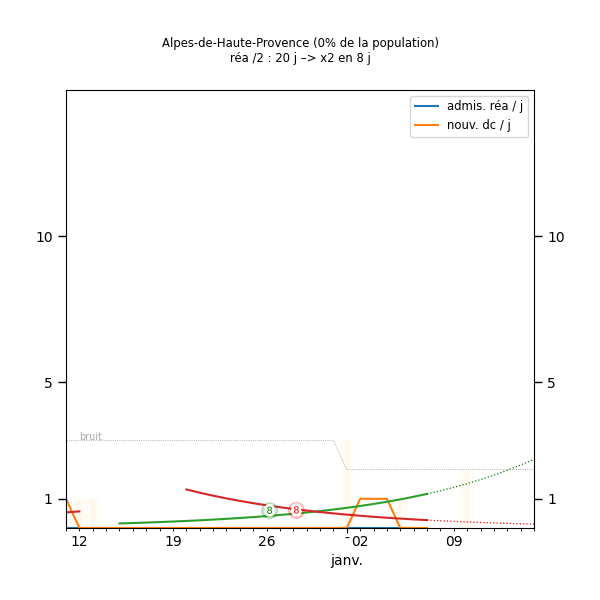 Alpes-de-Haute-Provence (0% de la population)
réa /2 : 20 j −> x2 en 8 j
admis. réa / j
nouv. dc / j
10
10
5
5
bruit
1
1
8
8
12
19
26
02
09
janv.